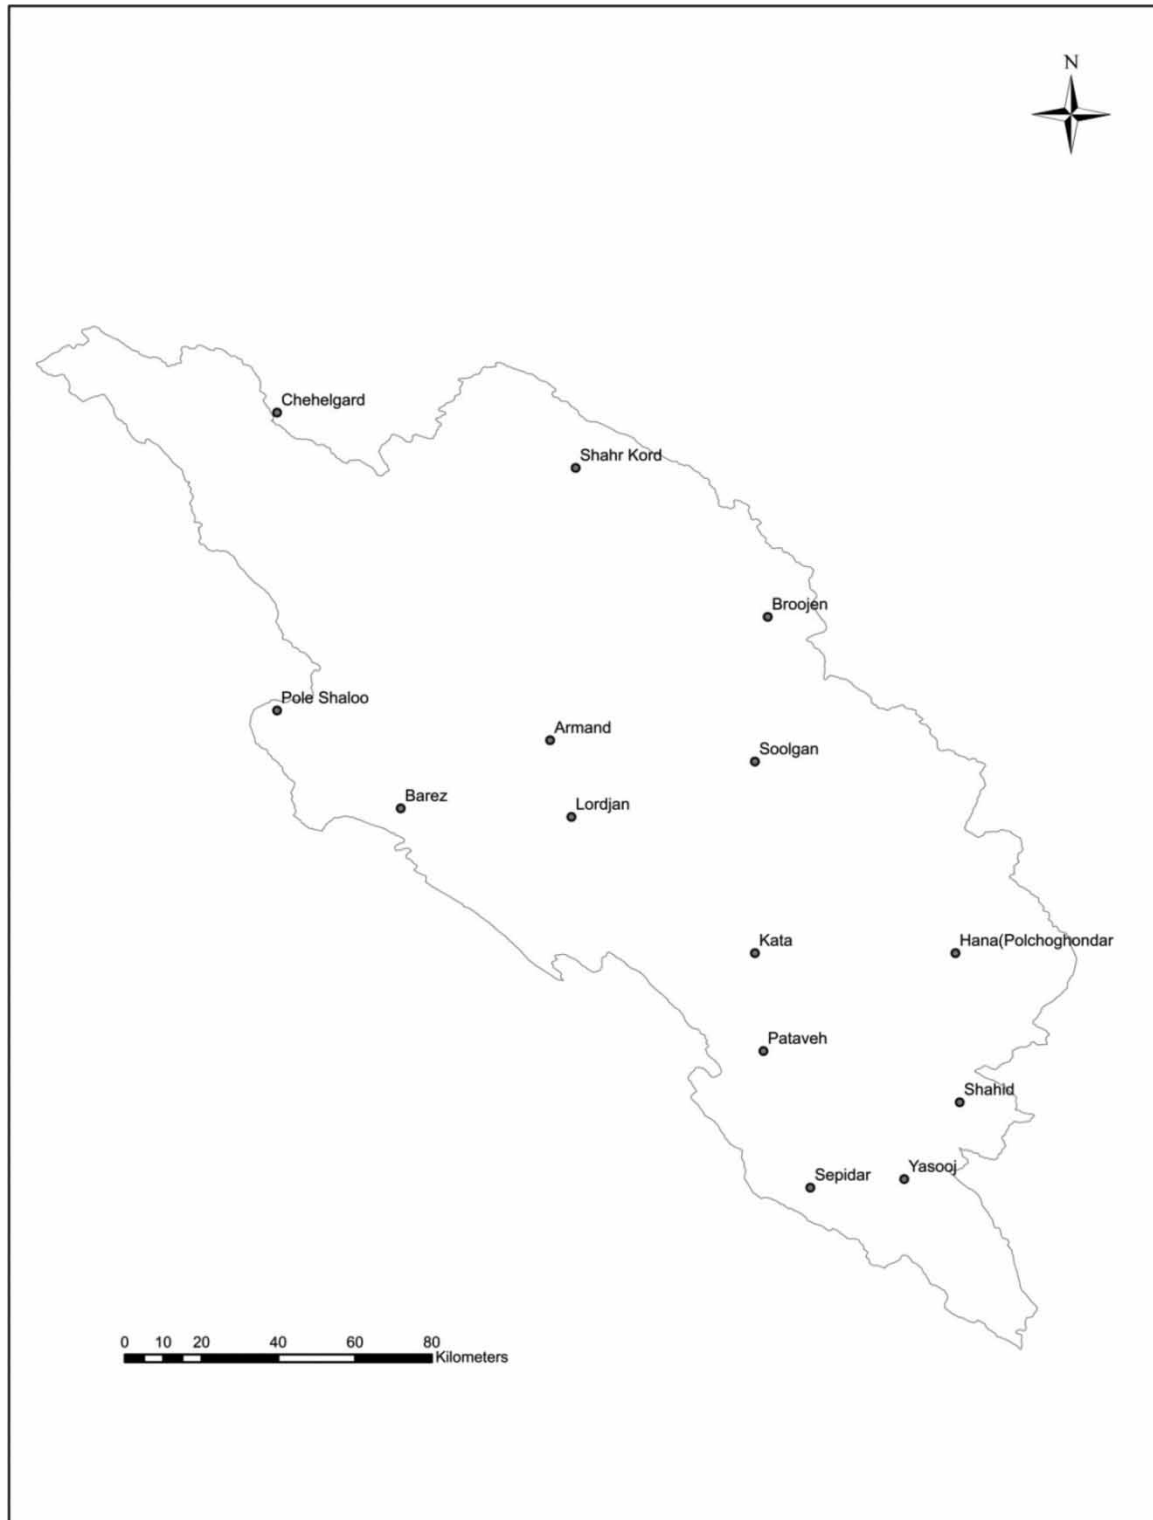 N
Chehelgard
Shahr Kord
Broojen
Pole Shaloo
Armand
Soolgan
Barez
Lordjan
Kata
Hana(Polchoghondar
Pataveh
Shahid
Sepidar
Yasooj
0 10 20 40 60 80
Kilometers